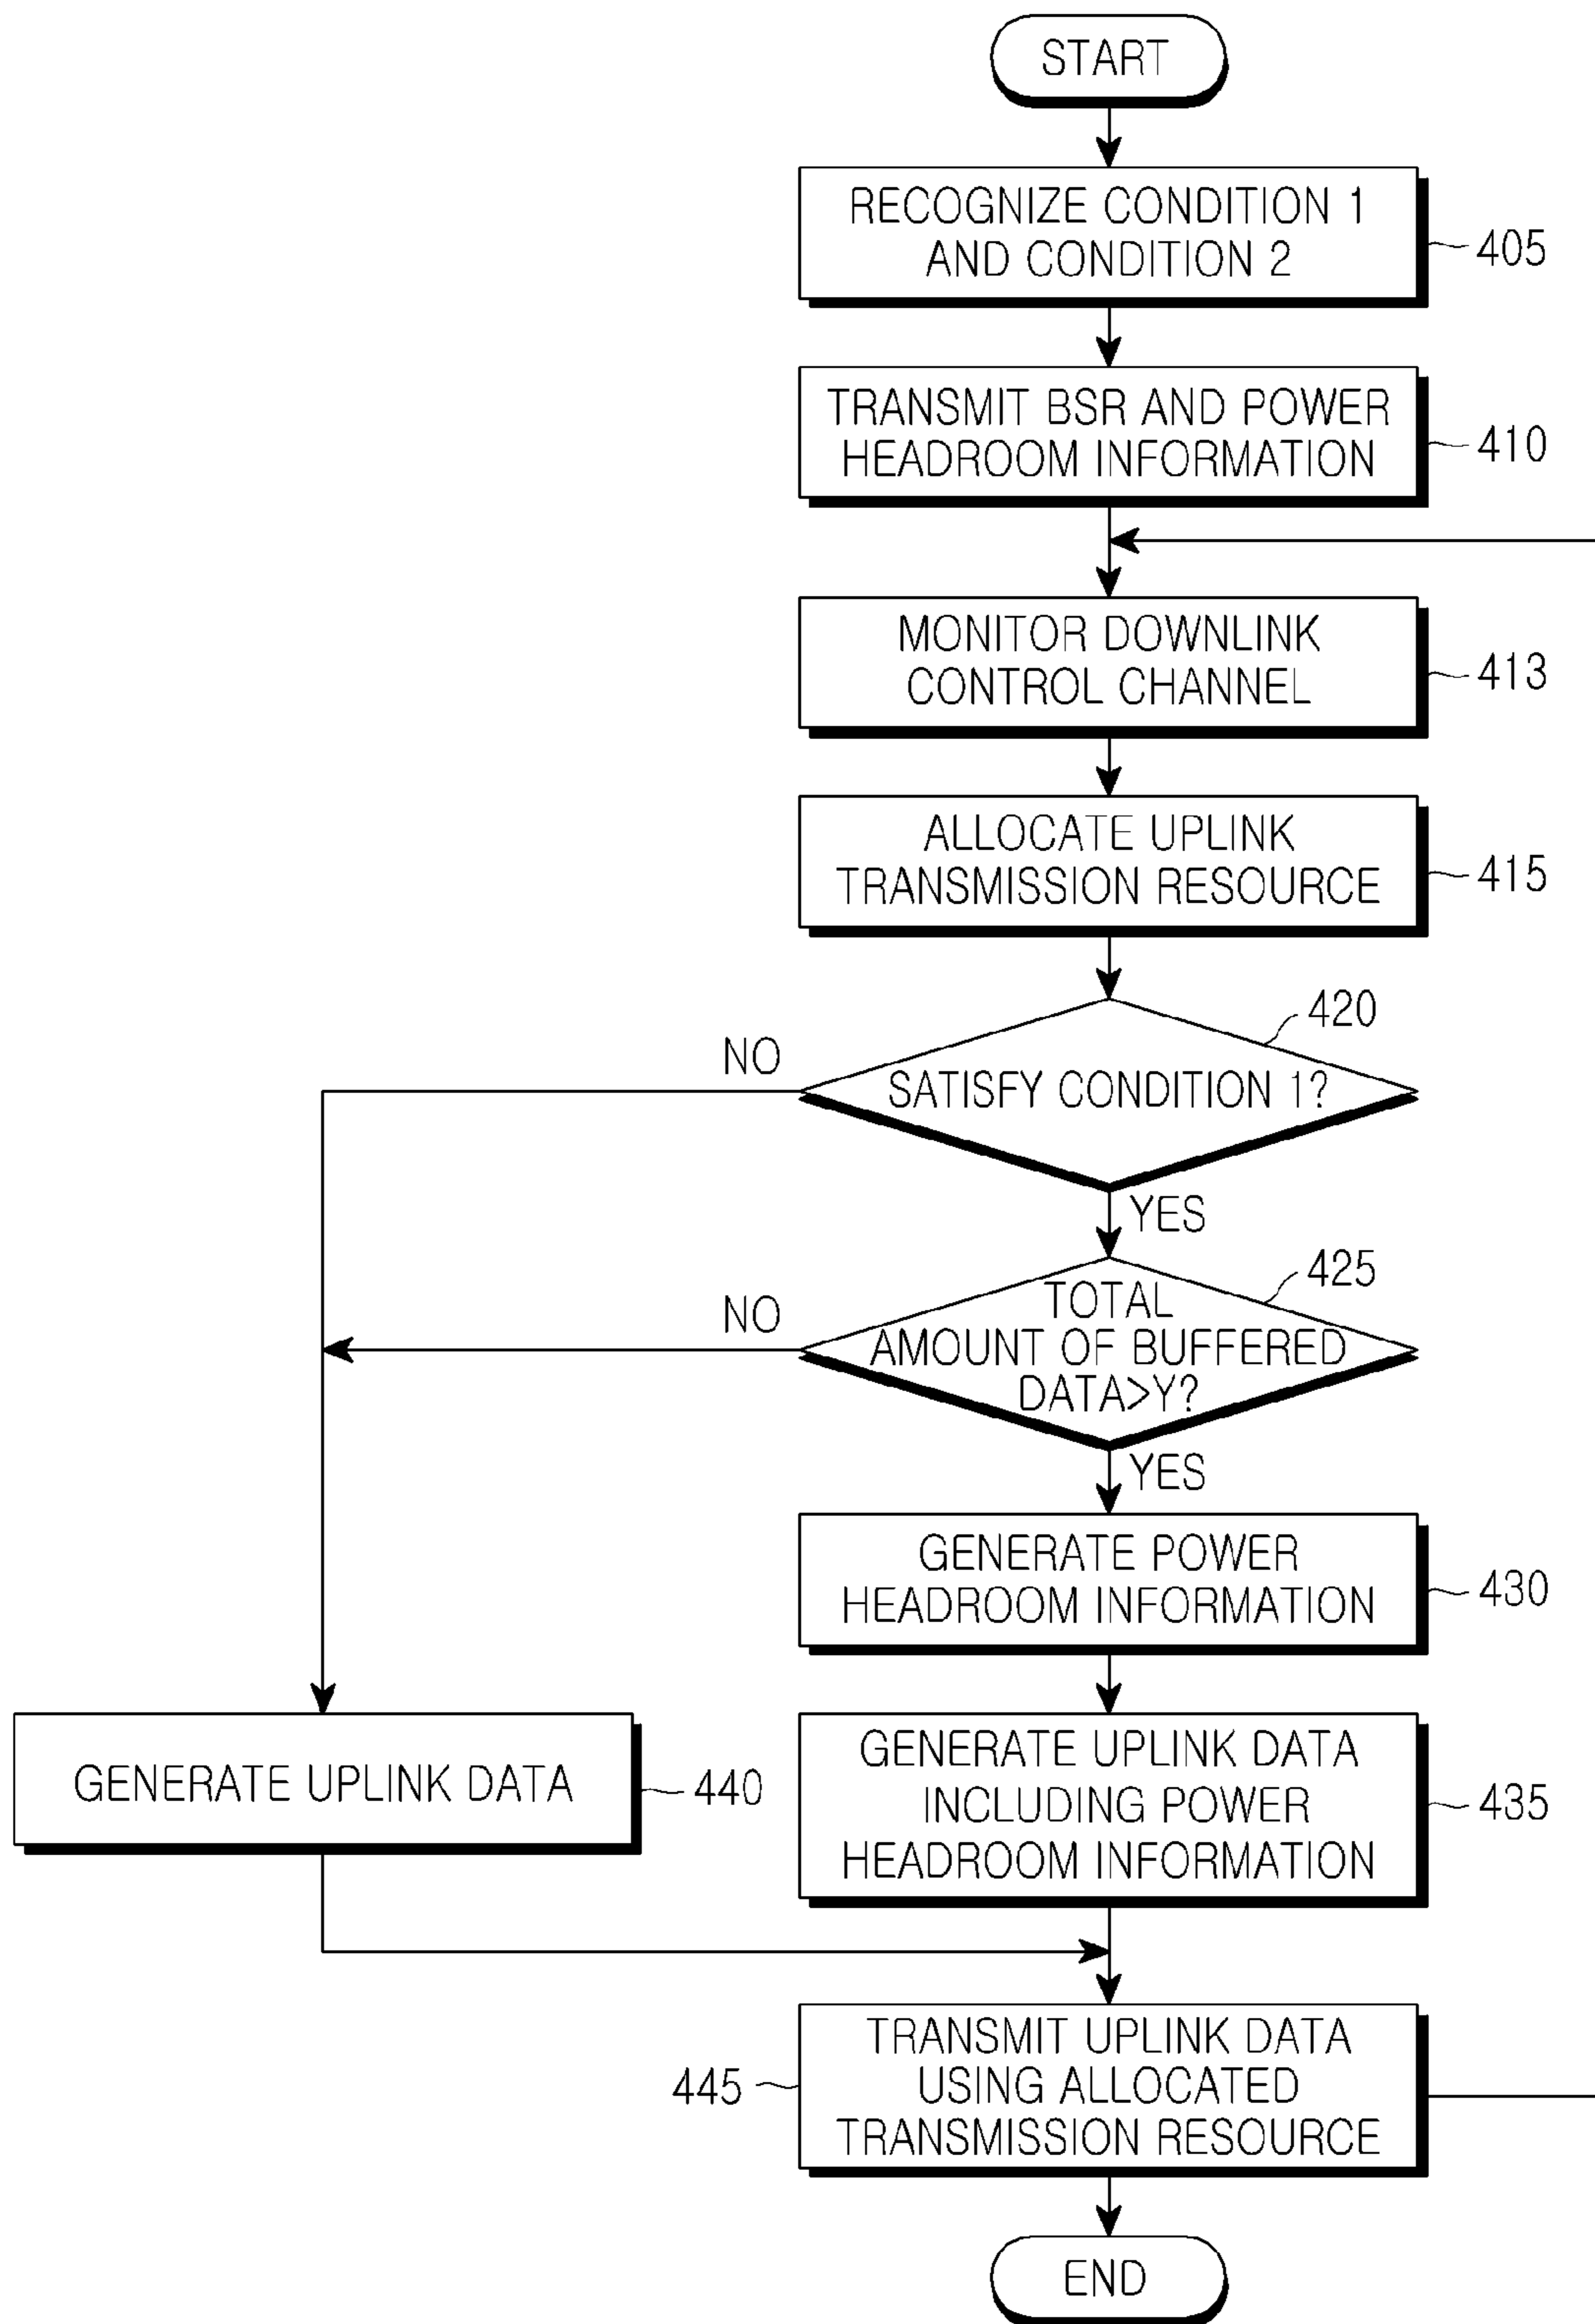 START
RECOGNIZE CONDITION 1
AND CONDITION 2
405
TRANSMIT BSR AND POWER
HEADROOM INFORMATION
410
MONITOR DOWNLINK
CONTROL CHANNEL
413
ALLOCATE UPLINK
TRANSMISSION RESOURCE
415
420
NO
SATISFY CONDITION 1?
YES
425
NO
TOTAL
AMOUNT OF BUFFERED
DATA>Y?
YES
GENERATE POWER
HEADROOM INFORMATION
430
GENERATE UPLINK DATA
440
GENERATE UPLINK DATA
INCLUDING POWER
HEADROOM INFORMATION
435
445
TRANSMIT UPLINK DATA
USING ALLOCATED
TRANSMISSION RESOURCE
END